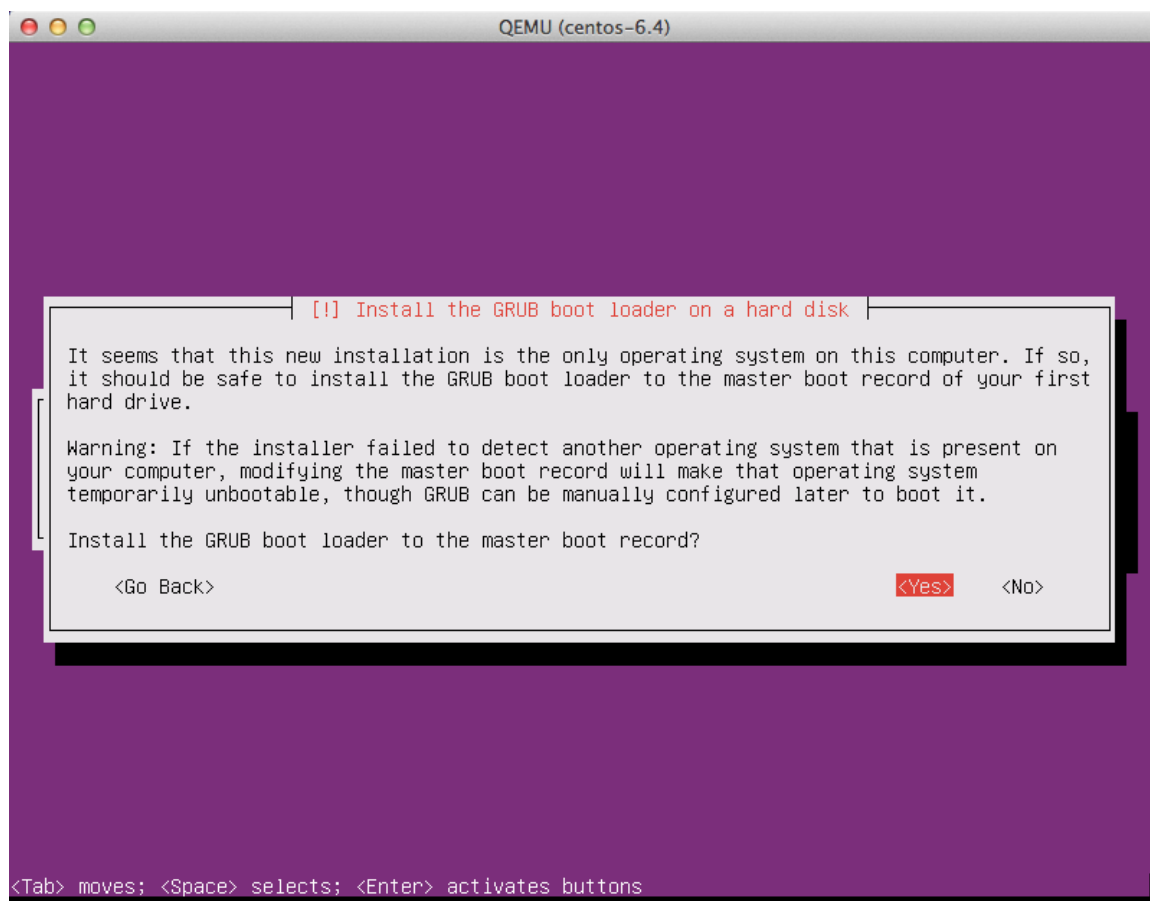 QEMU (centos-6.4)
[!] Install the GRUB boot loader on a hard disk
It seems that this new installation is the only operating system on this computer. If so,
it should be safe to install the GRUB boot loader to the master boot record of your first
hard drive.
Warning: If the installer failed to detect another operating system that is present on
your computer, modifying the master boot record will make that operating system
temporarily unbootable, though GRUB can be manually configured later to boot it.
Install the GRUB boot loader to the master boot record?
<Go Back> <Yes> <No>
<Tab> moves; <Space> selects; <Enter> activates buttons